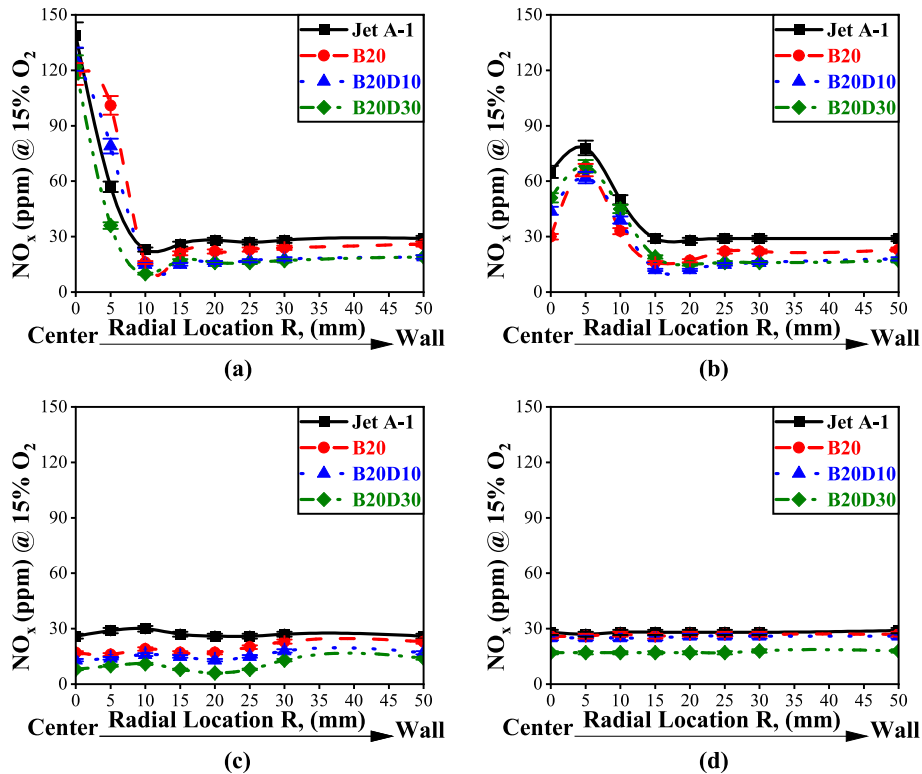 NOx (ppm) @ 15% O2
150
120
90
60
30
0
Jet A-1
B20
B20D10
B20D30
0 5 10 15 20 25 30 35 40 45 50
Center Radial Location R, (mm) Wall
(a)
NOx (ppm) @ 15% O2
150
120
90
60
30
0
Jet A-1
B20
B20D10
B20D30
0 5 10 15 20 25 30 35 40 45 50
Center Radial Location R, (mm) Wall
(b)
NOx (ppm) @ 15% O2
150
120
90
60
30
0
Jet A-1
B20
B20D10
B20D30
0 5 10 15 20 25 30 35 40 45 50
Center Radial Location R, (mm) Wall
(c)
NOx (ppm) @ 15% O2
150
120
90
60
30
0
Jet A-1
B20
B20D10
B20D30
0 5 10 15 20 25 30 35 40 45 50
Center Radial Location R, (mm) Wall
(d)